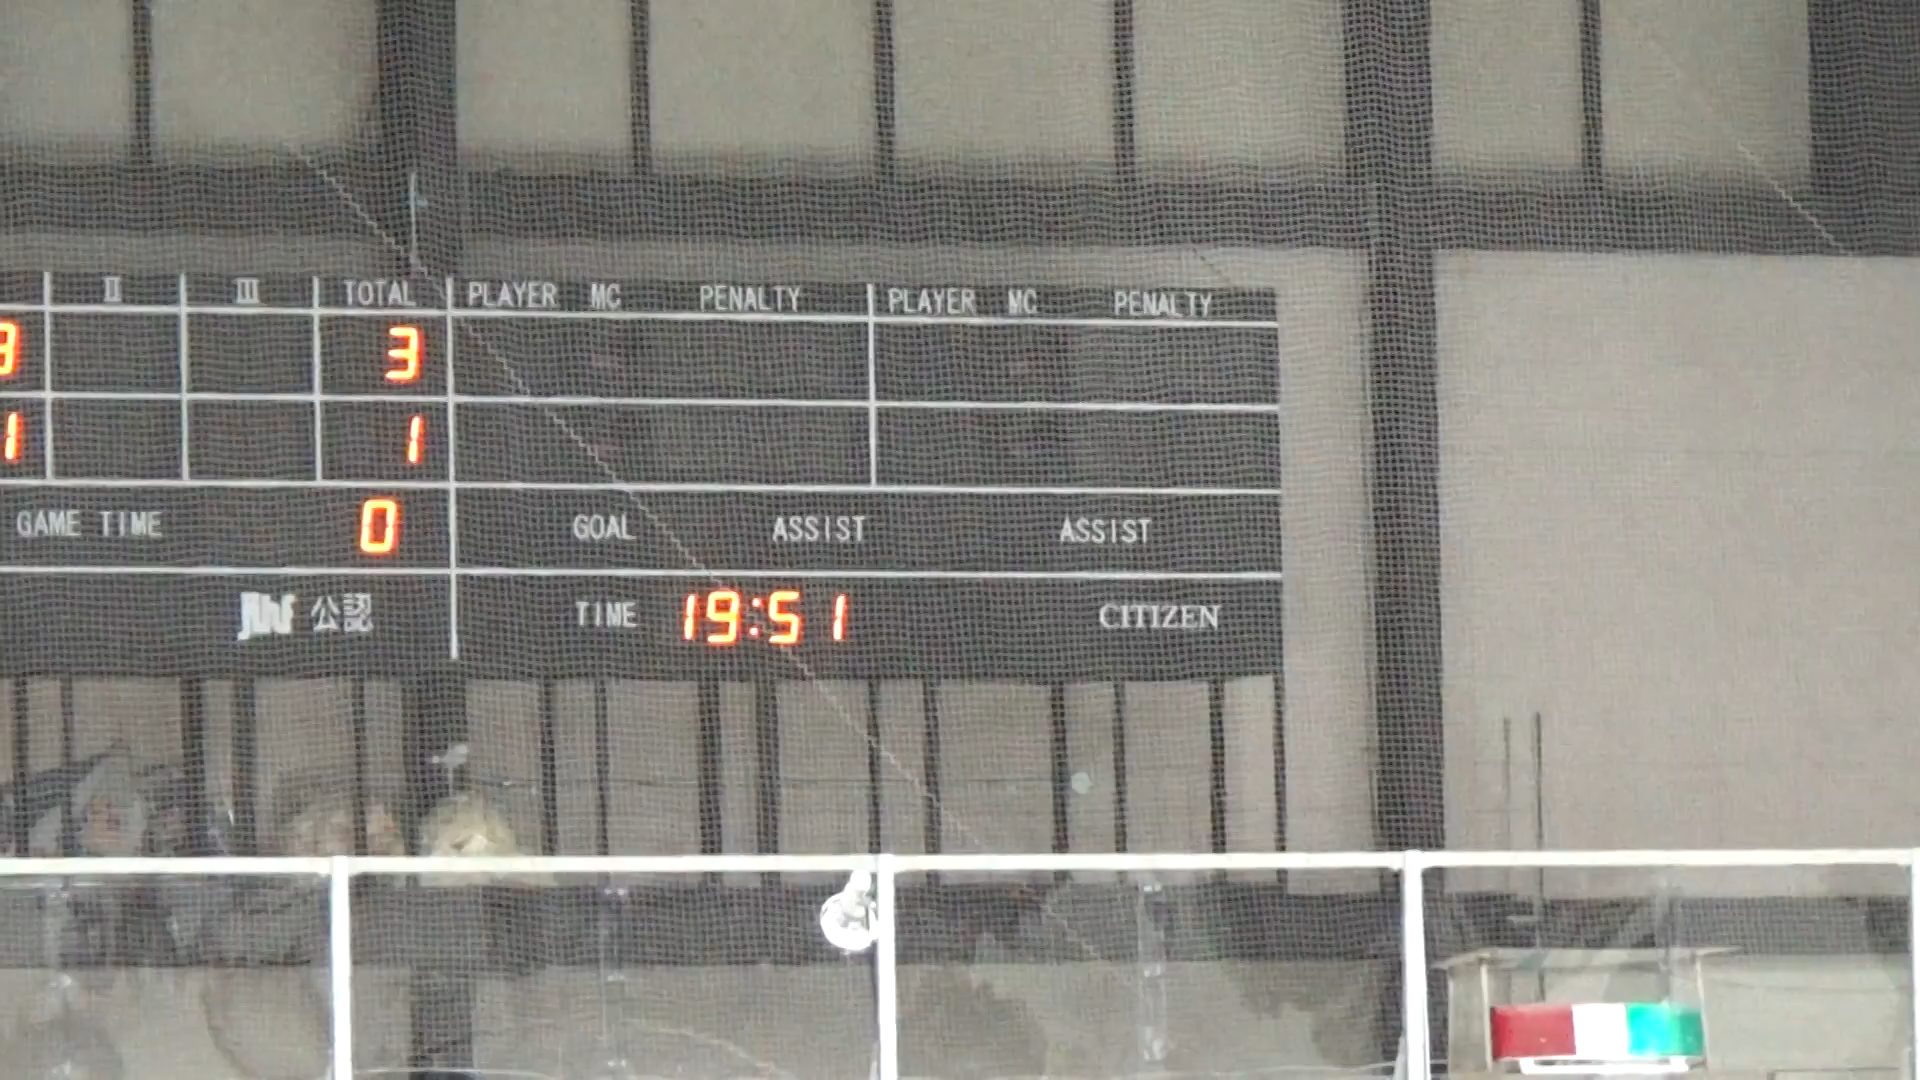 II III TOTAL PLAYER MC PENALTY PLAYER MC PENALTY
3 3
1 1
GAME TIME 0 GOAL ASSIST ASSIST
公認 TIME 19:51 CITIZEN